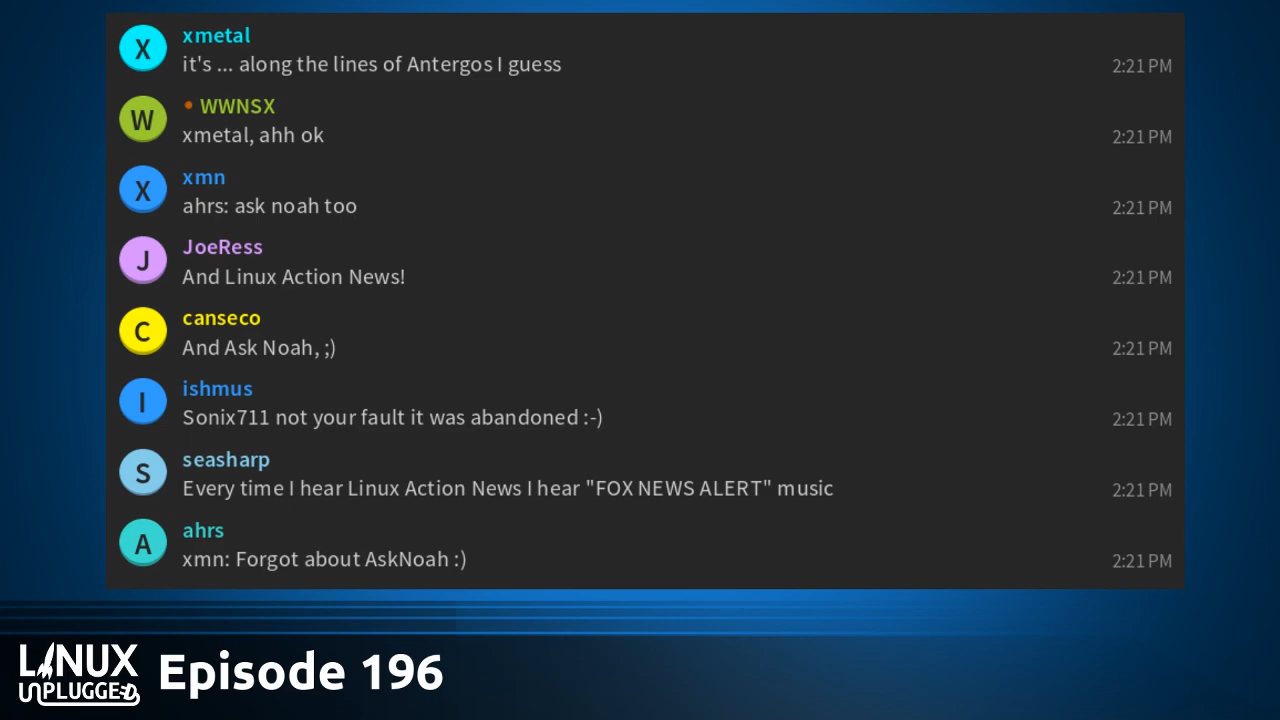 X
xmetal
it's ... along the lines of Antergos I guess
2:21 PM
W
WWNSX
xmetal, ahh ok
2:21 PM
X
xmn
ahrs: ask noah too
2:21 PM
J
JoeRess
And Linux Action News!
2:21 PM
C
canseco
And Ask Noah, ;)
2:21 PM
I
ishmus
Sonix711 not your fault it was abandoned :-)
2:21 PM
S
seasharp
Every time I hear Linux Action News I hear "FOX NEWS ALERT" music
2:21 PM
A
ahrs
xmn: Forgot about AskNoah :)
2:21 PM
LINUX
UNPLUGGED
Episode 196